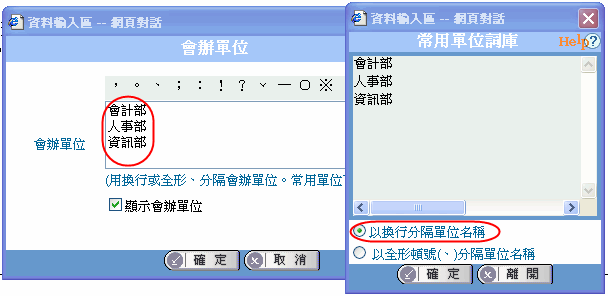 資料輸入區 -- 網頁對話
會辦單位
，。、；：！？ˇ—○※
會辦單位
會計部
人事部
資訊部
(用換行或全形、分隔會辦單位。常用單位
顯示會辦單位
確定 取消
資料輸入區 -- 網頁對話
常用單位詞庫 Help?
會計部
人事部
資訊部
以換行分隔單位名稱
以全形頓號(、)分隔單位名稱
確定 離開